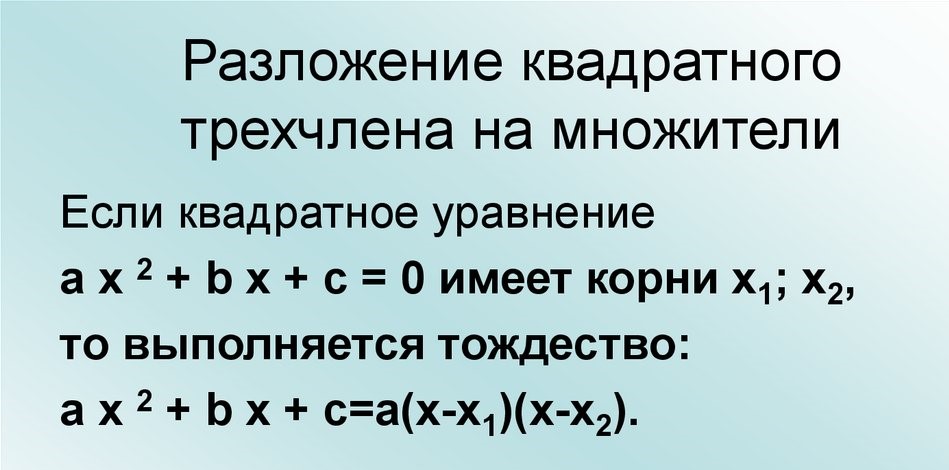 Разложение квадратного
трехчлена на множители
Если квадратное уравнение
a x ² + b x + c = 0 имеет корни x₁; x₂,
то выполняется тождество:
a x ² + b x + c=a(x-x₁)(x-x₂).